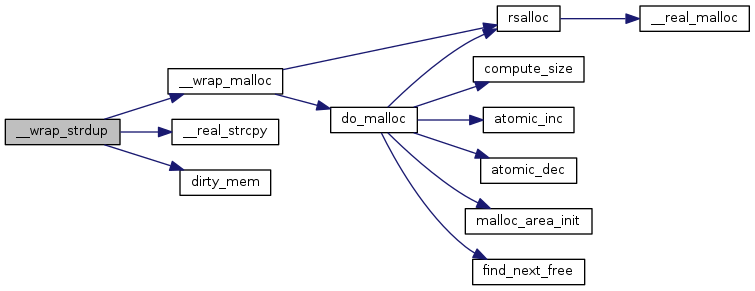 rsalloc
__real_malloc
__wrap_malloc
compute_size
do_malloc
atomic_inc
__wrap_strdup
__real_strcpy
atomic_dec
dirty_mem
malloc_area_init
find_next_free